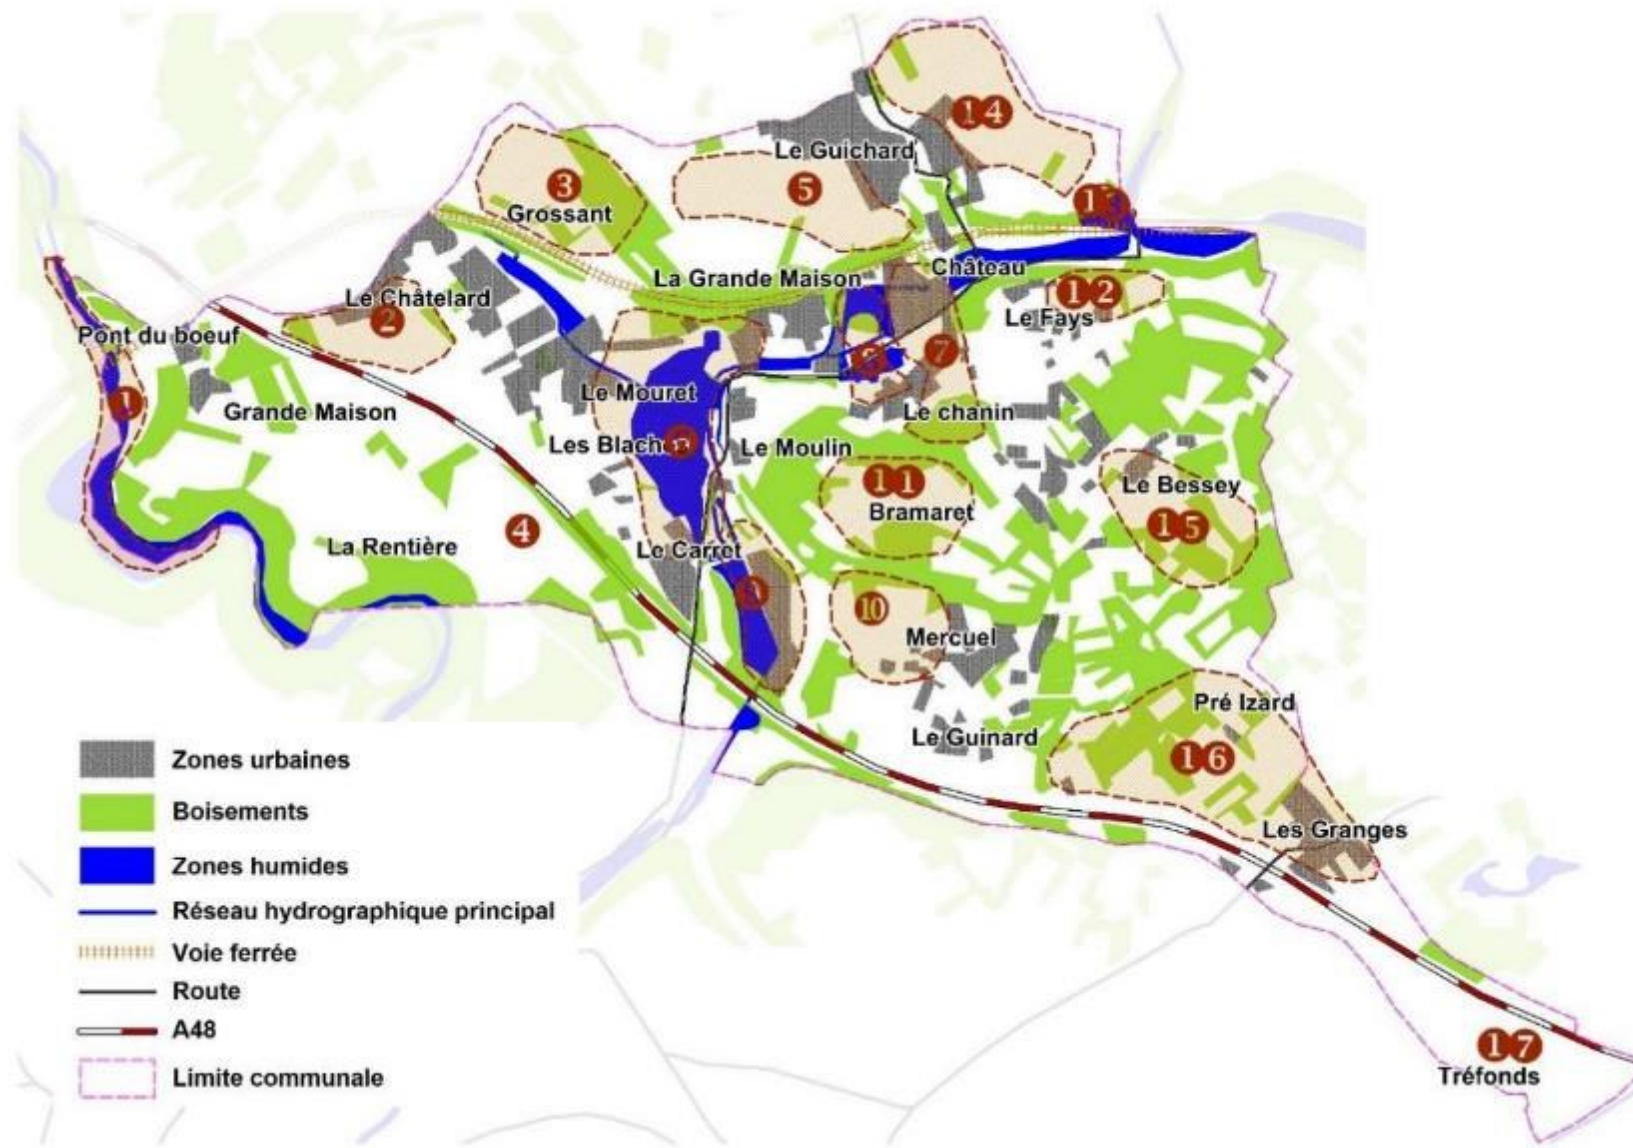 14
Le Guichard
3
5
Grossant
13
La Grande Maison
Château
Le Châtelard
12
2
Le Fays
Pont du boeuf
7
Le Mouret
1
Grande Maison
Le chanin
Les Blach
Le Moulin
11
Le Bessey
Bramaret
15
4
La Rentière
Le Carret
9
10
Mercuel
Pré Izard
Le Guinard
16
Les Granges
17
Tréfonds
Zones urbaines
Boisements
Zones humides
Réseau hydrographique principal
Voie ferrée
Route
A48
Limite communale